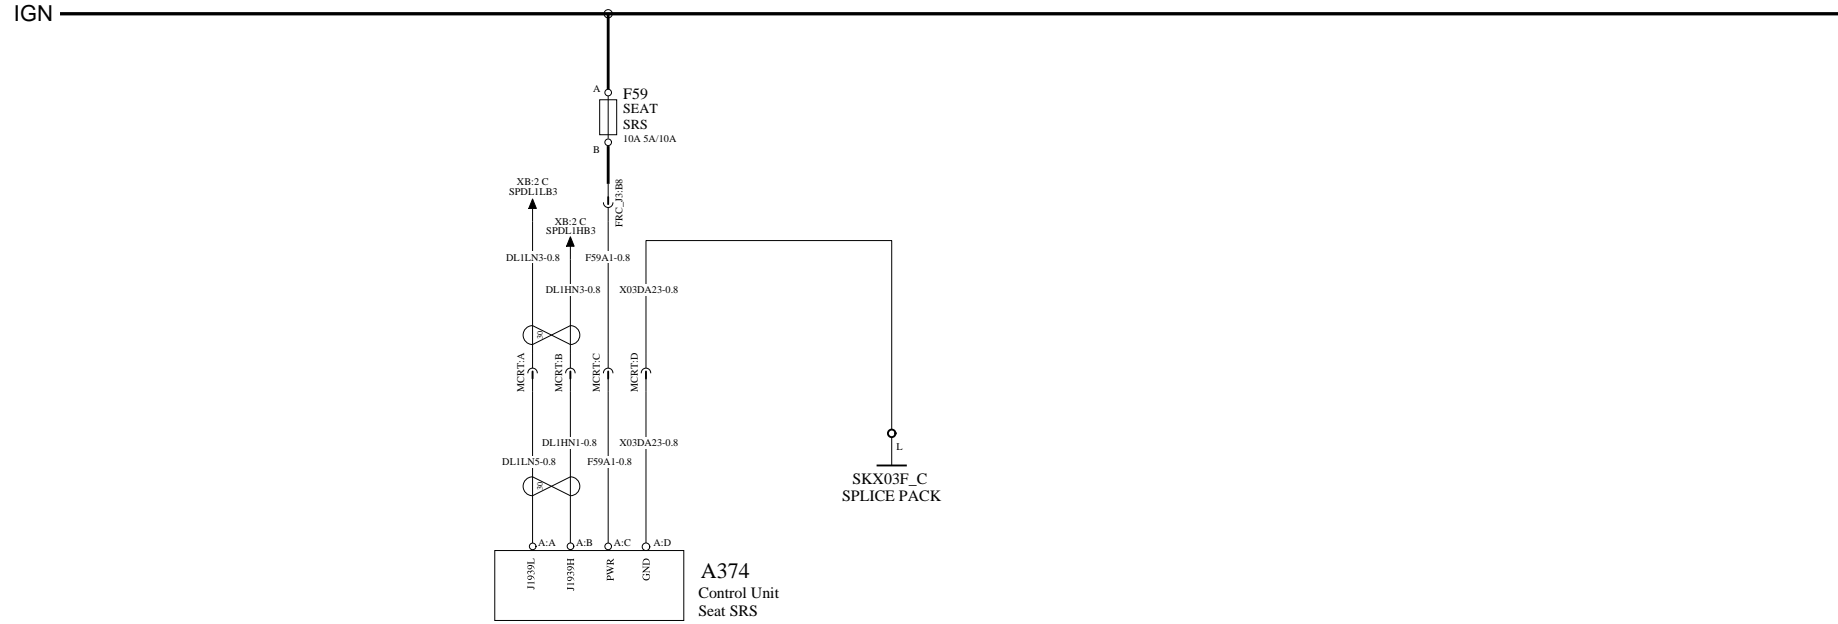 IGN
A
F59
SEAT
SRS
10A 5A/10A
B
XB:2 C
SPDL1LB3
FRC_J3:B8
XB:2 C
SPDL1HB3
DL1LN3-0.8
F59A1-0.8
DL1HN3-0.8
X03DA23-0.8
30
MCRT:A
MCRT:B
MCRT:C
MCRT:D
DL1HN1-0.8
X03DA23-0.8
DL1LN5-0.8
F59A1-0.8
30
L
SKX03F_C
SPLICE PACK
A:A
A:B
A:C
A:D
J1939L
J1939H
PWR
GND
A374
Control Unit
Seat SRS